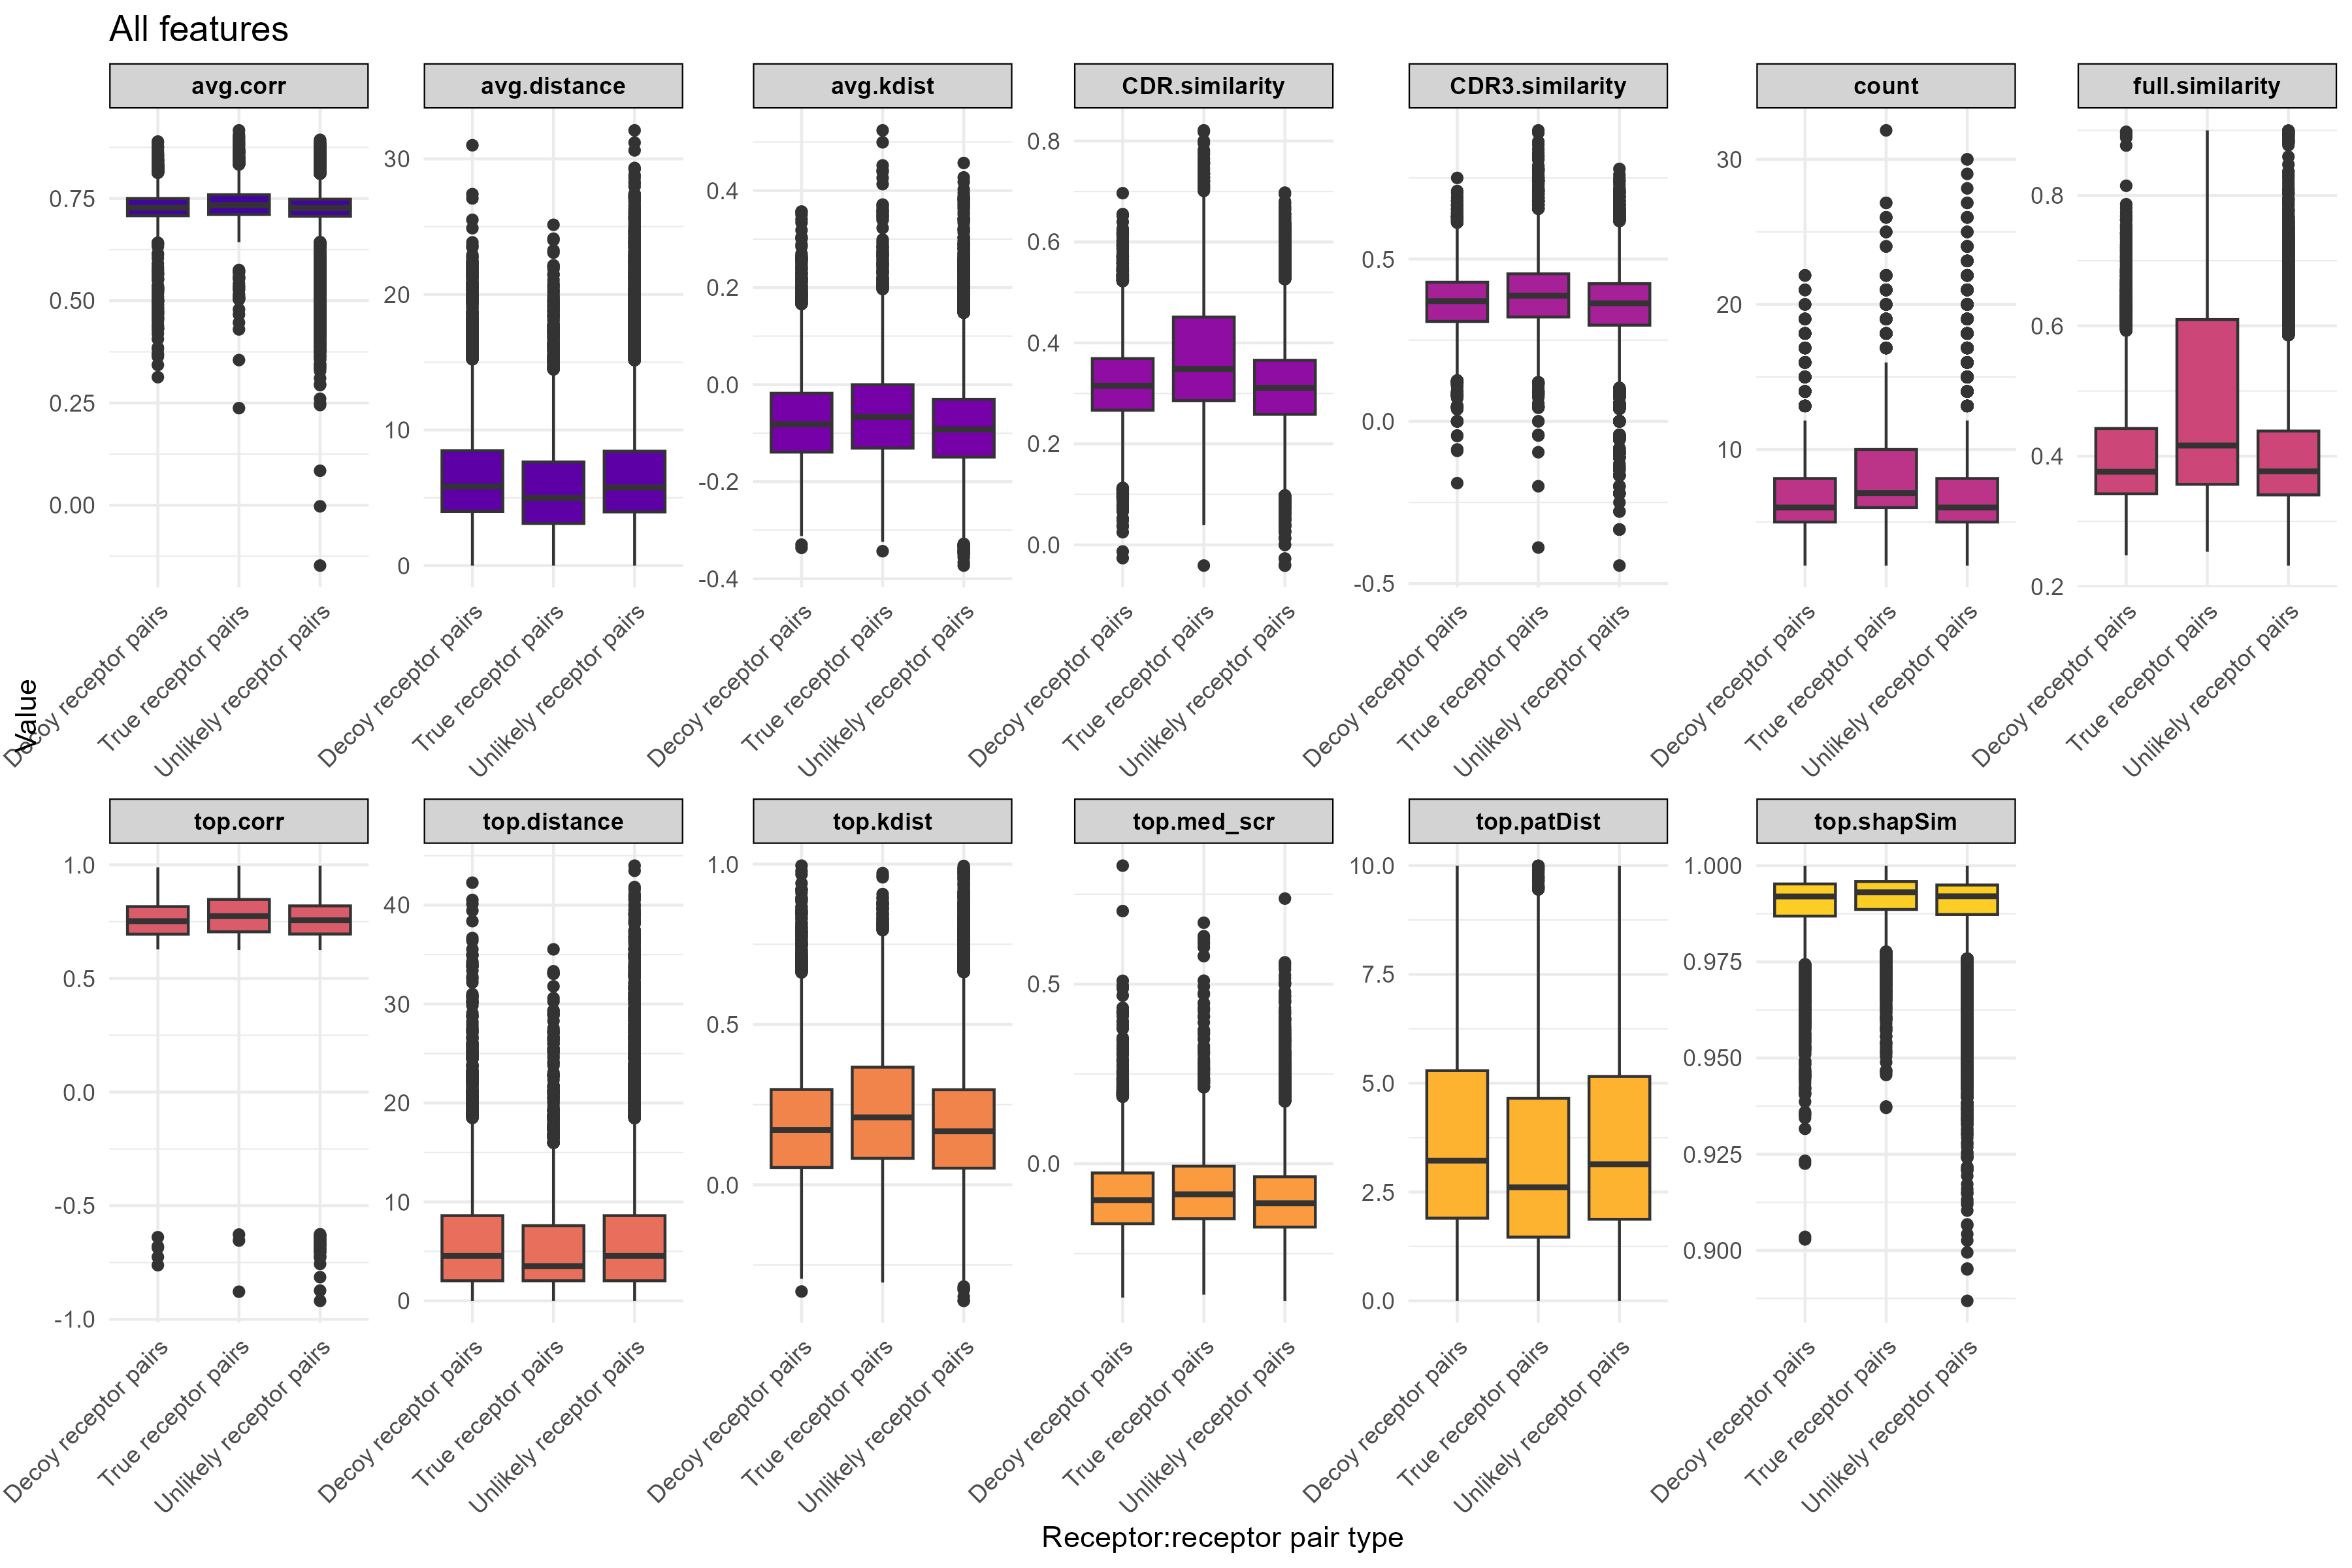 All features
avg.corr
avg.distance
avg.kdist
CDR.similarity
CDR3.similarity
count
full.similarity
0.75
0.50
0.25
0.00
30
20
10
0
0.4
0.2
0.0
-0.2
-0.4
0.8
0.6
0.4
0.2
0.0
0.5
0.0
-0.5
30
20
10
0.8
0.6
0.4
0.2
Decoy receptor pairs
True receptor pairs
Unlikely receptor pairs
Decoy receptor pairs
True receptor pairs
Unlikely receptor pairs
Decoy receptor pairs
True receptor pairs
Unlikely receptor pairs
Decoy receptor pairs
True receptor pairs
Unlikely receptor pairs
Decoy receptor pairs
True receptor pairs
Unlikely receptor pairs
Decoy receptor pairs
True receptor pairs
Unlikely receptor pairs
Decoy receptor pairs
True receptor pairs
Unlikely receptor pairs
Value
top.corr
top.distance
top.kdist
top.med_scr
top.patDist
top.shapSim
1.0
0.5
0.0
-0.5
-1.0
40
30
20
10
0
1.0
0.5
0.0
0.5
0.0
10.0
7.5
5.0
2.5
0.0
1.000
0.975
0.950
0.925
0.900
Decoy receptor pairs
True receptor pairs
Unlikely receptor pairs
Decoy receptor pairs
True receptor pairs
Unlikely receptor pairs
Decoy receptor pairs
True receptor pairs
Unlikely receptor pairs
Decoy receptor pairs
True receptor pairs
Unlikely receptor pairs
Decoy receptor pairs
True receptor pairs
Unlikely receptor pairs
Decoy receptor pairs
True receptor pairs
Unlikely receptor pairs
Receptor:receptor pair type